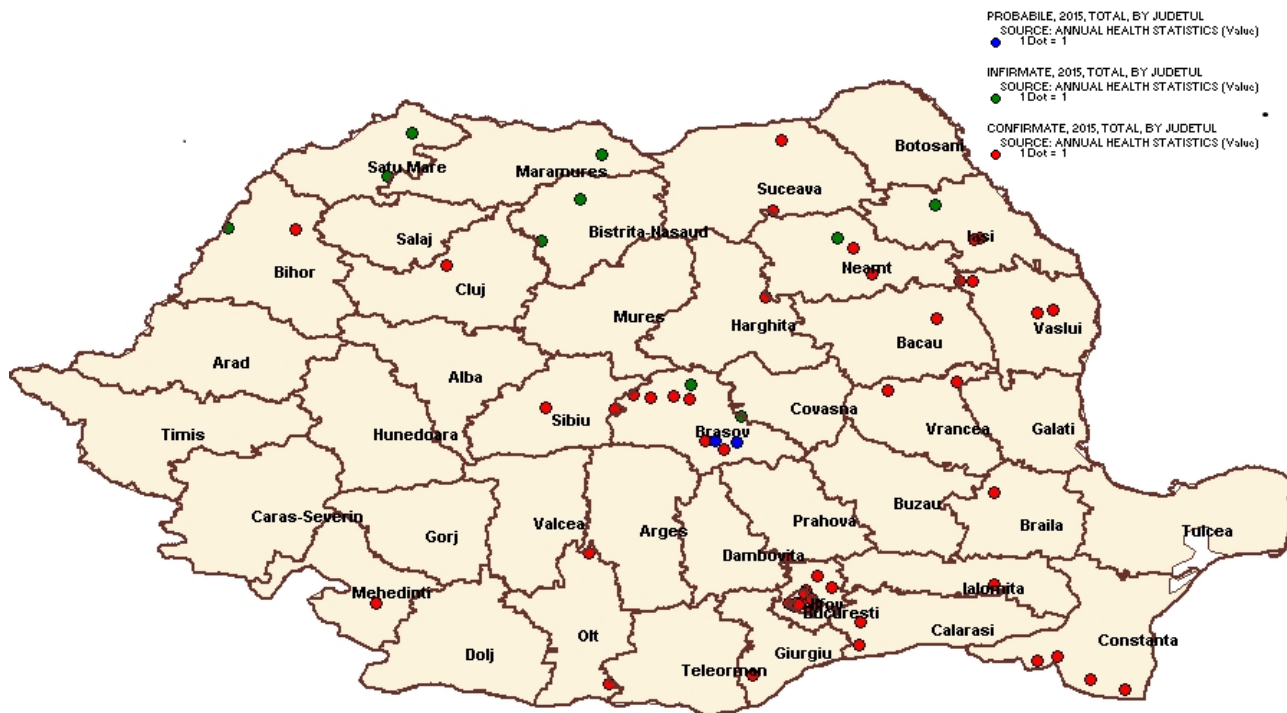 PROBABILE, 2015, TOTAL, BY JUDETUL
SOURCE: ANNUAL HEALTH STATISTICS (Value)
1 Dot = 1
INFIRMATE, 2015, TOTAL, BY JUDETUL
SOURCE: ANNUAL HEALTH STATISTICS (Value)
1 Dot = 1
CONFIRMATE, 2015, TOTAL, BY JUDETUL
SOURCE: ANNUAL HEALTH STATISTICS (Value)
1 Dot = 1
Botosani
Satu Mare
Maramures
Suceava
Salaj
Bistrita-Nasaud
Iasi
Bihor
Cluj
Neamt
Mures
Harghita
Bacau
Vaslui
Arad
Alba
Covasna
Timis
Hunedoara
Sibiu
Brasov
Vrancea
Galati
Caras-Severin
Gorj
Valcea
Arges
Prahova
Buzau
Braila
Tulcea
Dambovita
Mehedinti
Ialomita
Ilfov
Bucuresti
Olt
Calarasi
Constanta
Dolj
Teleorman
Giurgiu